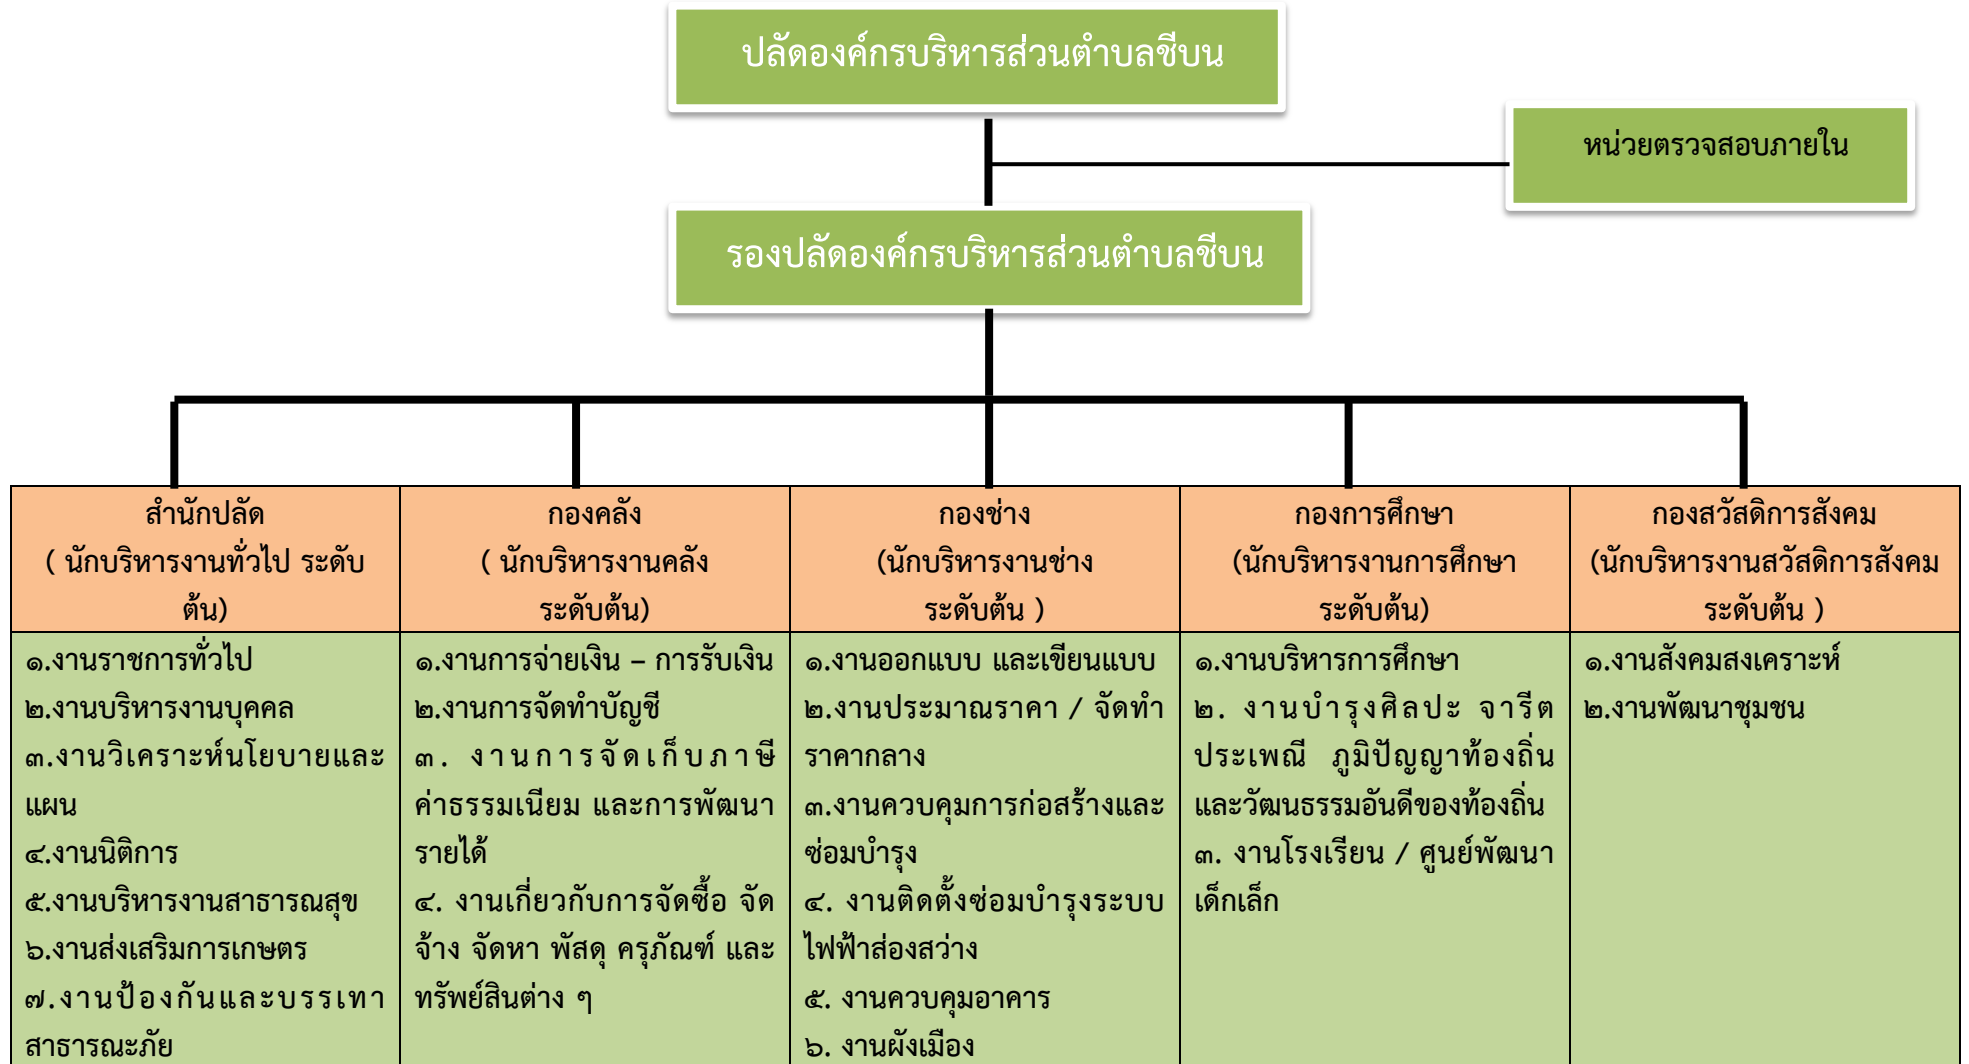 ปลัดองค์กรบริหารส่วนตำบลชีบน
หน่วยตรวจสอบภายใน
รองปลัดองค์กรบริหารส่วนตำบลชีบน
สำนักปลัด
( นักบริหารงานทั่วไป ระดับ
ต้น)
๑.งานราชการทั่วไป
๒.งานบริหารงานบุคคล
๓.งานวิเคราะห์นโยบายและ
แผน
๔.งานนิติการ
๕.งานบริหารงานสาธารณสุข
๖.งานส่งเสริมการเกษตร
๗.งานป้องกันและบรรเทา
สาธารณะภัย
กองคลัง
( นักบริหารงานคลัง
ระดับต้น)
๑.งานการจ่ายเงิน – การรับเงิน
๒.งานการจัดทำบัญชี
๓. งานการจัดเก็บภาษี
ค่าธรรมเนียม และการพัฒนา
รายได้
๔. งานเกี่ยวกับการจัดซื้อ จัด
จ้าง จัดหา พัสดุ ครุภัณฑ์ และ
ทรัพย์สินต่าง ๆ
กองช่าง
(นักบริหารงานช่าง
ระดับต้น )
๑.งานออกแบบ และเขียนแบบ
๒.งานประมาณราคา / จัดทำ
ราคากลาง
๓.งานควบคุมการก่อสร้างและ
ซ่อมบำรุง
๔. งานติดตั้งซ่อมบำรุงระบบ
ไฟฟ้าส่องสว่าง
๕. งานควบคุมอาคาร
๖. งานผังเมือง
กองการศึกษา
(นักบริหารงานการศึกษา
ระดับต้น)
๑.งานบริหารการศึกษา
๒. งานบำรุงศิลปะ จารีต
ประเพณี ภูมิปัญญาท้องถิ่น
และวัฒนธรรมอันดีของท้องถิ่น
๓. งานโรงเรียน / ศูนย์พัฒนา
เด็กเล็ก
กองสวัสดิการสังคม
(นักบริหารงานสวัสดิการสังคม
ระดับต้น )
๑.งานสังคมสงเคราะห์
๒.งานพัฒนาชุมชน